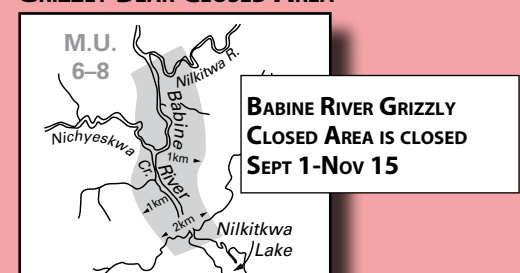 GRIZZLY BEAR CLOSED AREA
M.U.
6–8
Nilkitwa R.
Babine
River
Nichyeskwa
Cr.
1km
1km
2km
Nilkitkwa
Lake
BABINE RIVER GRIZZLY
CLOSED AREA IS CLOSED
SEPT 1-NOV 15